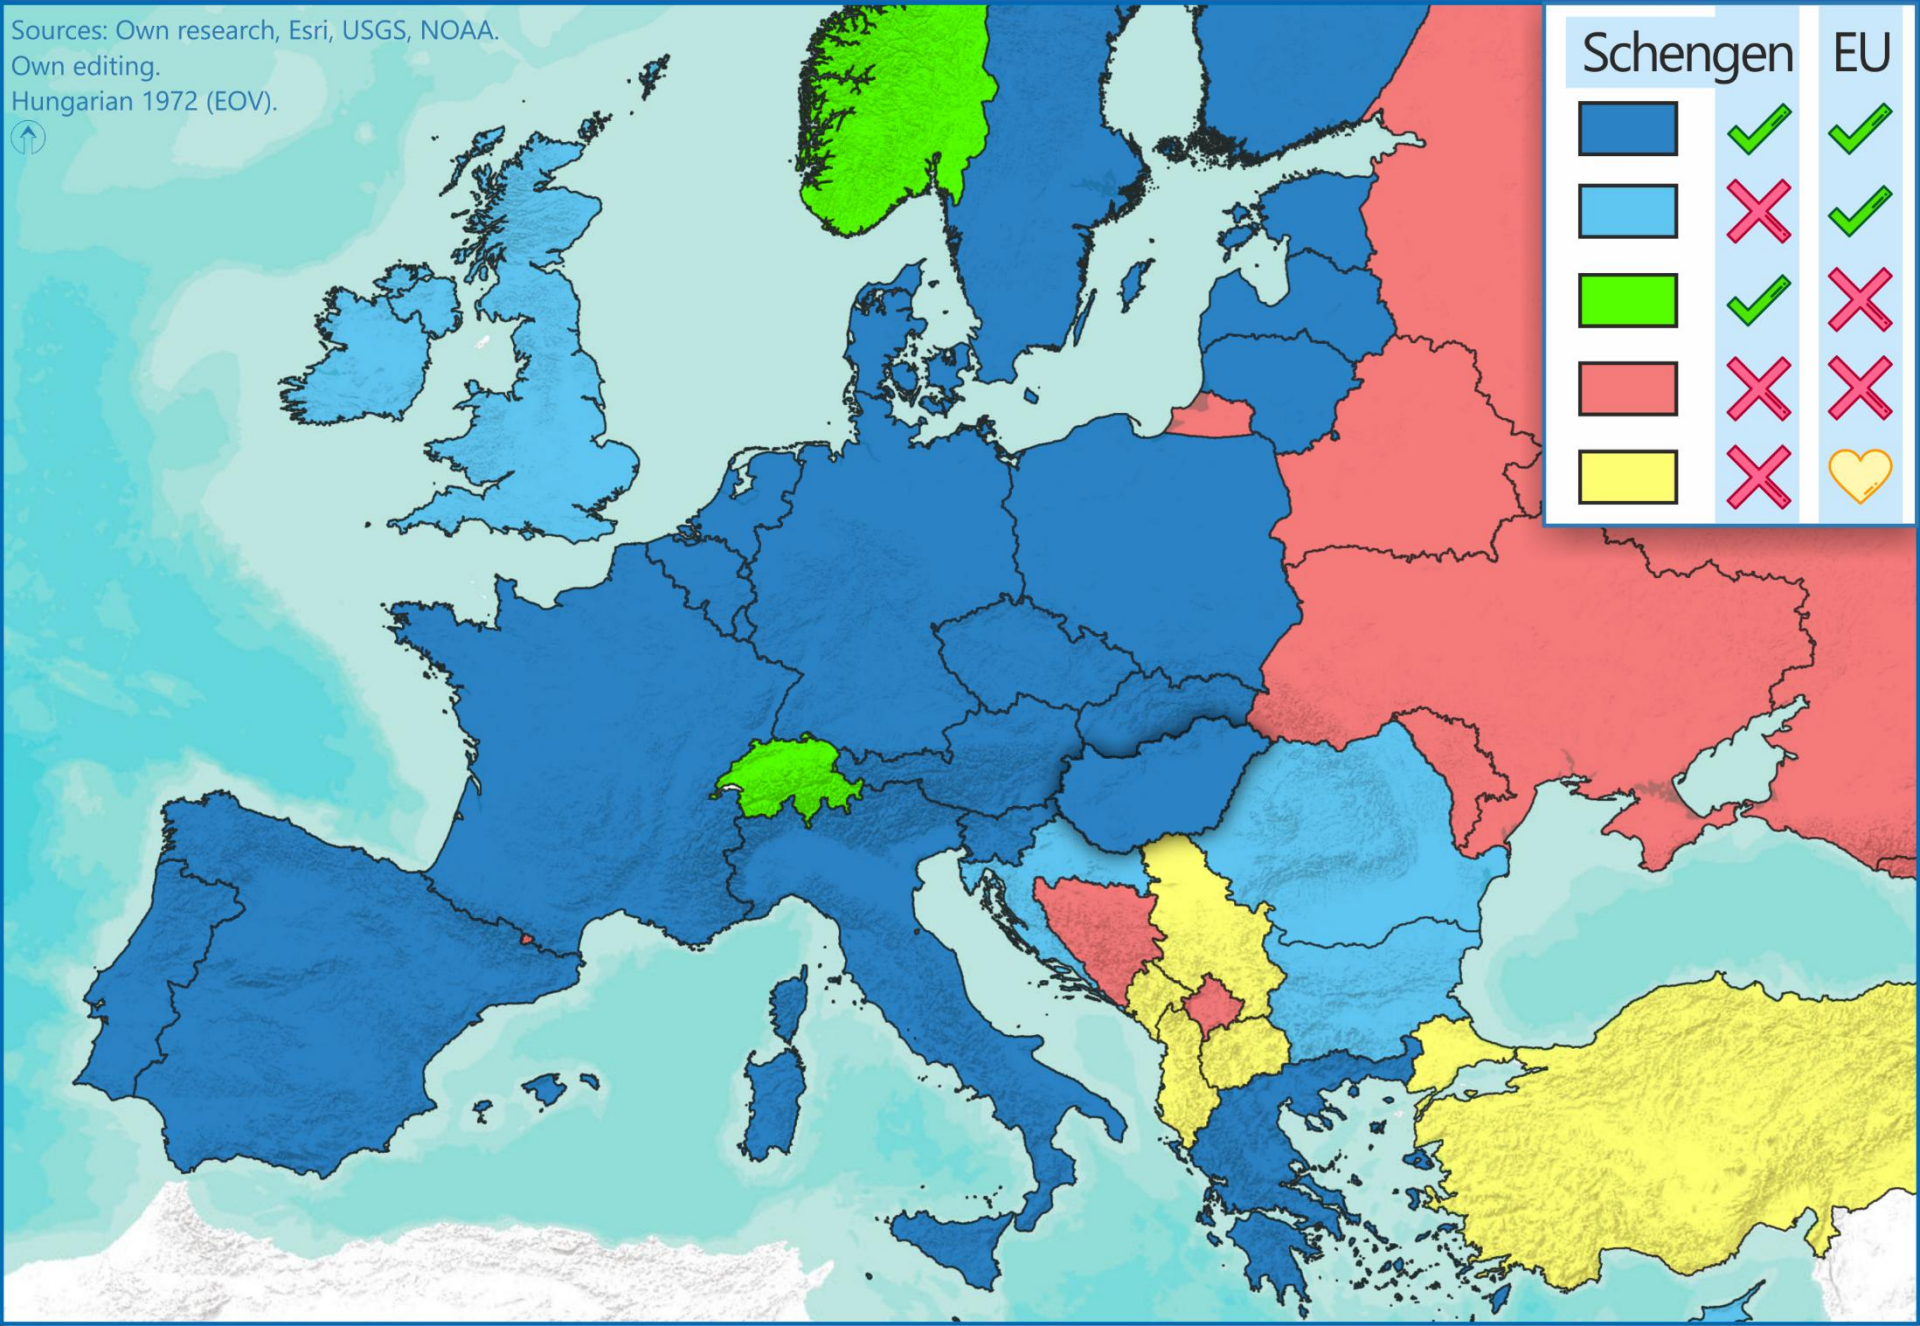 Sources: Own research, Esri, USGS, NOAA.
Own editing.
Hungarian 1972 (EOV).
Schengen EU